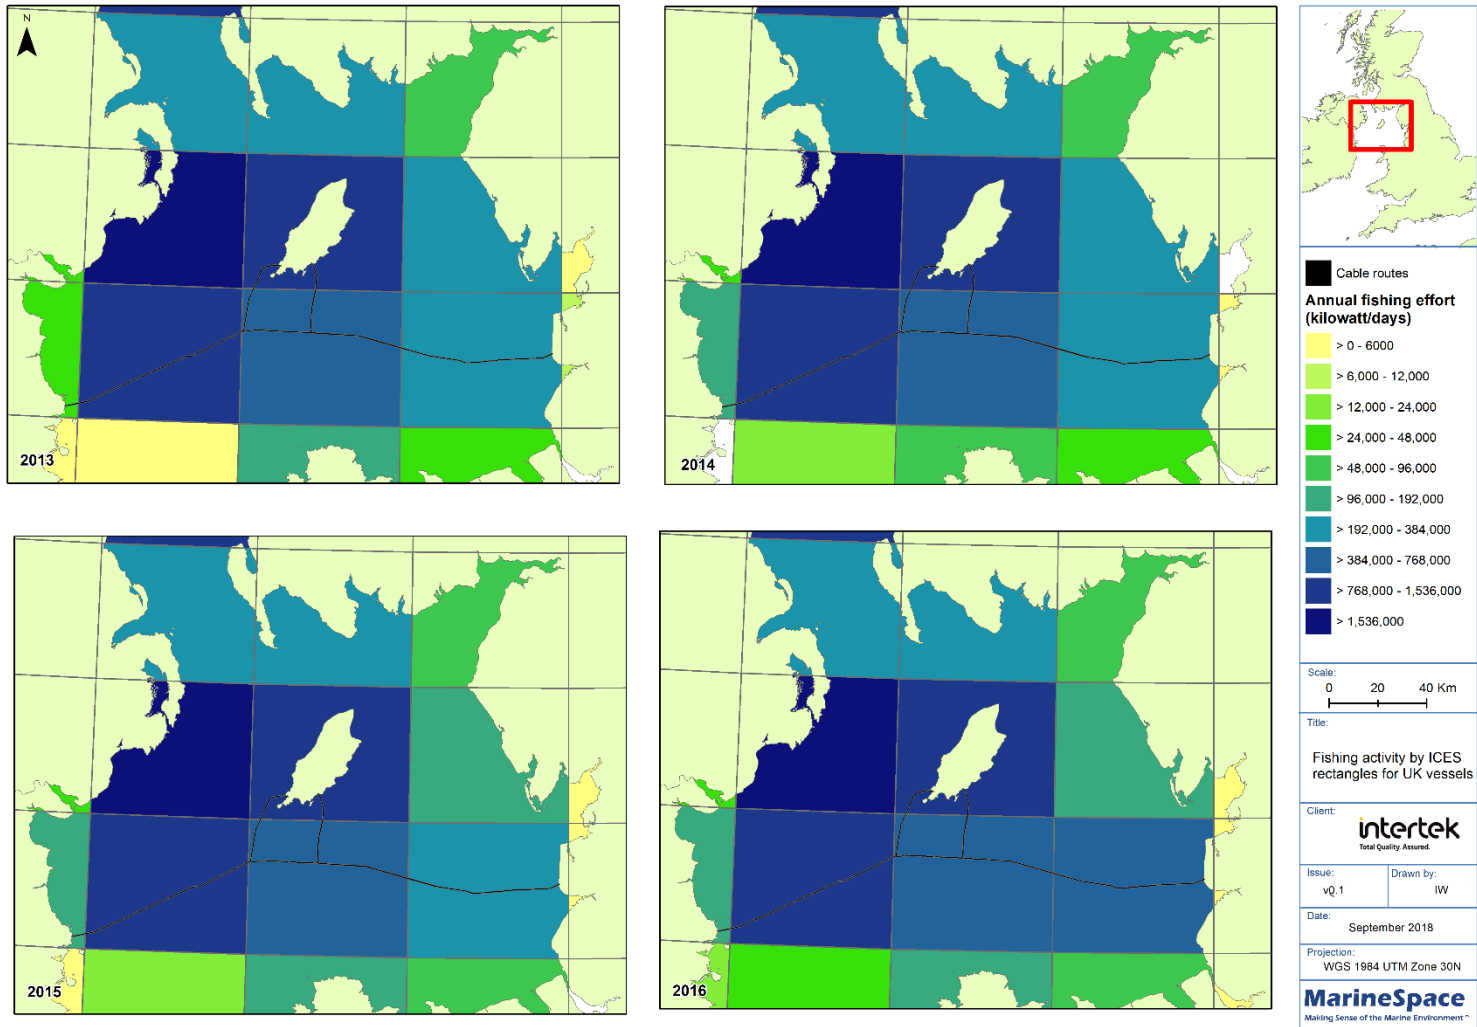 N
2013
2014
2015
2016
Cable routes
Annual fishing effort
(kilowatt/days)
> 0 - 6000
> 6,000 - 12,000
> 12,000 - 24,000
> 24,000 - 48,000
> 48,000 - 96,000
> 96,000 - 192,000
> 192,000 - 384,000
> 384,000 - 768,000
> 768,000 - 1,536,000
> 1,536,000
Scale:
0 20 40 Km
Title:
Fishing activity by ICES
rectangles for UK vessels
Client:
intertek
Total Quality. Assured.
Issue:
v0.1
Drawn by:
IW
Date:
September 2018
Projection:
WGS 1984 UTM Zone 30N
MarineSpace
Making Sense of the Marine Environment™